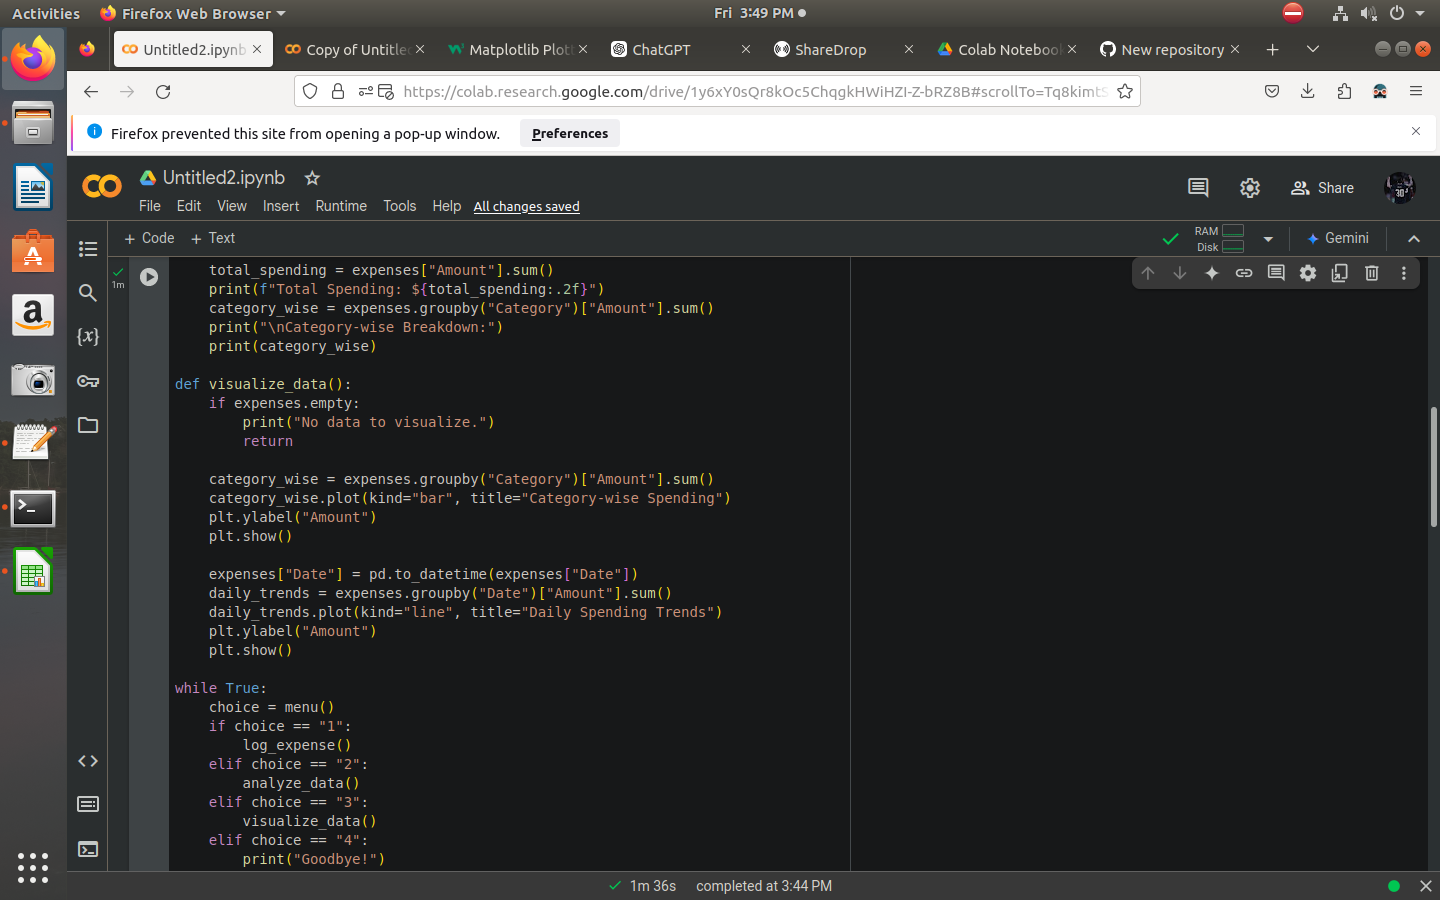 Activities
Firefox Web Browser
Fri 3:49 PM
Untitled2.ipynb
Copy of Untitle
Matplotlib Plot
ChatGPT
ShareDrop
Colab Noteboo
New repository
https://colab.research.google.com/drive/1y6xY0sQr8kOc5ChqgkHWiHZI-Z-bRZ8B#scrollTo=Tq8kimtS
Firefox prevented this site from opening a pop-up window.
Preferences
Untitled2.ipynb
Share
File Edit View Insert Runtime Tools Help All changes saved
+ Code + Text
RAM
Disk
Gemini
1m
total_spending = expenses["Amount"].sum()
print(f"Total Spending: ${total_spending:.2f}")
category_wise = expenses.groupby("Category")["Amount"].sum()
print("\nCategory-wise Breakdown:")
print(category_wise)
def visualize_data():
if expenses.empty:
print("No data to visualize.")
return
category_wise = expenses.groupby("Category")["Amount"].sum()
category_wise.plot(kind="bar", title="Category-wise Spending")
plt.ylabel("Amount")
plt.show()
expenses["Date"] = pd.to_datetime(expenses["Date"])
daily_trends = expenses.groupby("Date")["Amount"].sum()
daily_trends.plot(kind="line", title="Daily Spending Trends")
plt.ylabel("Amount")
plt.show()
while True:
choice = menu()
if choice == "1":
log_expense()
elif choice == "2":
analyze_data()
elif choice == "3":
visualize_data()
elif choice == "4":
print("Goodbye!")
1m 36s completed at 3:44 PM